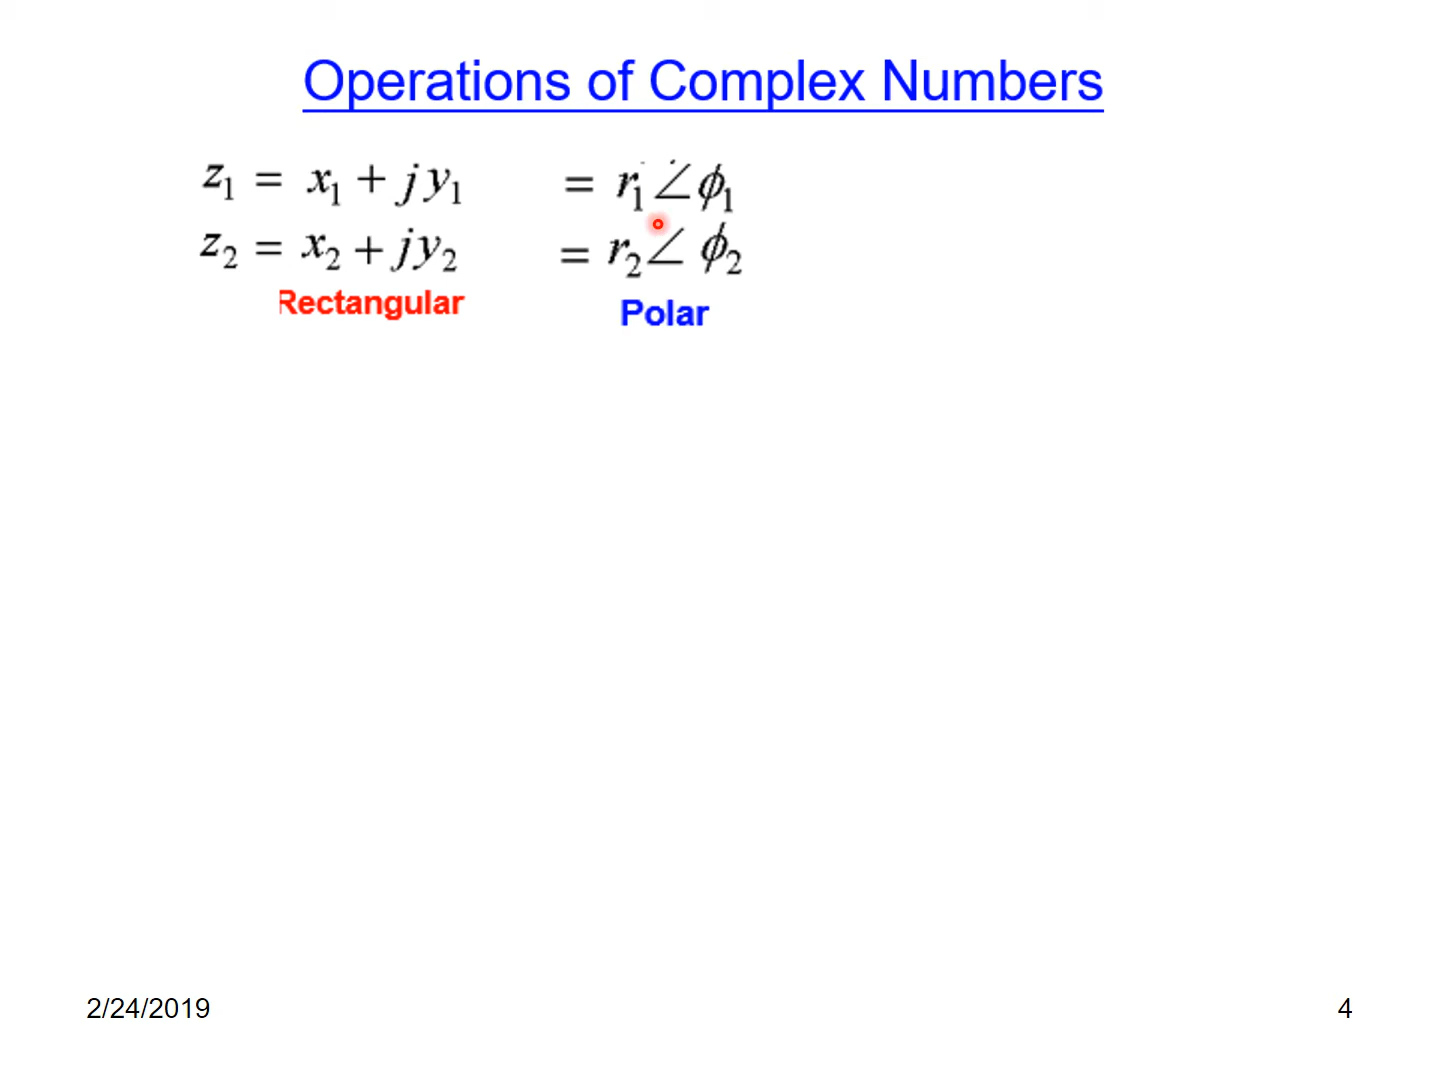 Operations of Complex Numbers
z₁ = x₁ + jy₁ = r₁∠ϕ₁
z₂ = x₂ + jy₂ = r₂∠ϕ₂
Rectangular Polar
2/24/2019 4